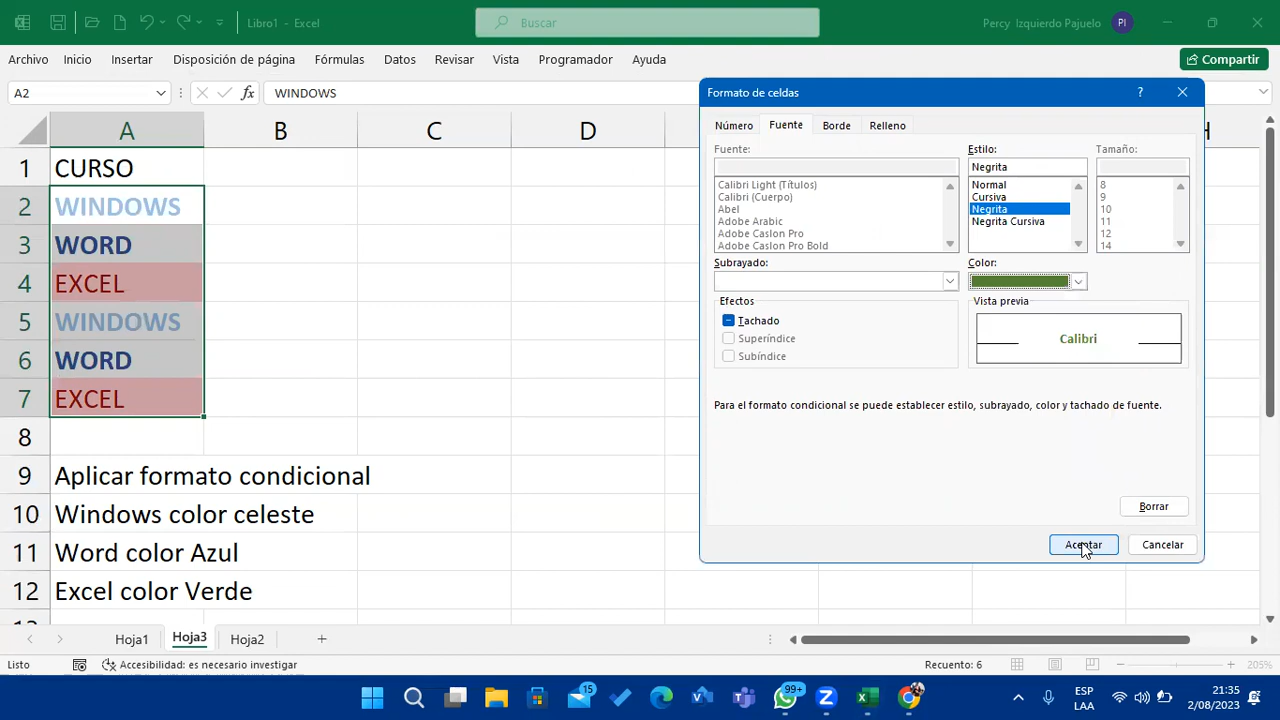 Libro1 - Excel
Buscar
Percy Izquierdo Pajuelo
PI
Archivo Inicio Insertar Disposición de página Fórmulas Datos Revisar Vista Programador Ayuda
Compartir
A2
fx
WINDOWS
A B C D H
1 CURSO
2 WINDOWS
3 WORD
4 EXCEL
5 WINDOWS
6 WORD
7 EXCEL
8
9 Aplicar formato condicional
10 Windows color celeste
11 Word color Azul
12 Excel color Verde
Formato de celdas
?
Número Fuente Borde Relleno
Fuente:
Calibri Light (Títulos)
Calibri (Cuerpo)
Abel
Adobe Arabic
Adobe Caslon Pro
Adobe Caslon Pro Bold
Estilo:
Negrita
Normal
Cursiva
Negrita
Negrita Cursiva
Tamaño:
8
9
10
11
12
14
Subrayado:
Color:
Efectos
Tachado
Superíndice
Subíndice
Vista previa
Calibri
Para el formato condicional se puede establecer estilo, subrayado, color y tachado de fuente.
Borrar
Aceptar
Cancelar
Hoja1 Hoja3 Hoja2
Listo
Accesibilidad: es necesario investigar
Recuento: 6
205%
15
99+
ESP
LAA
21:35
2/08/2023